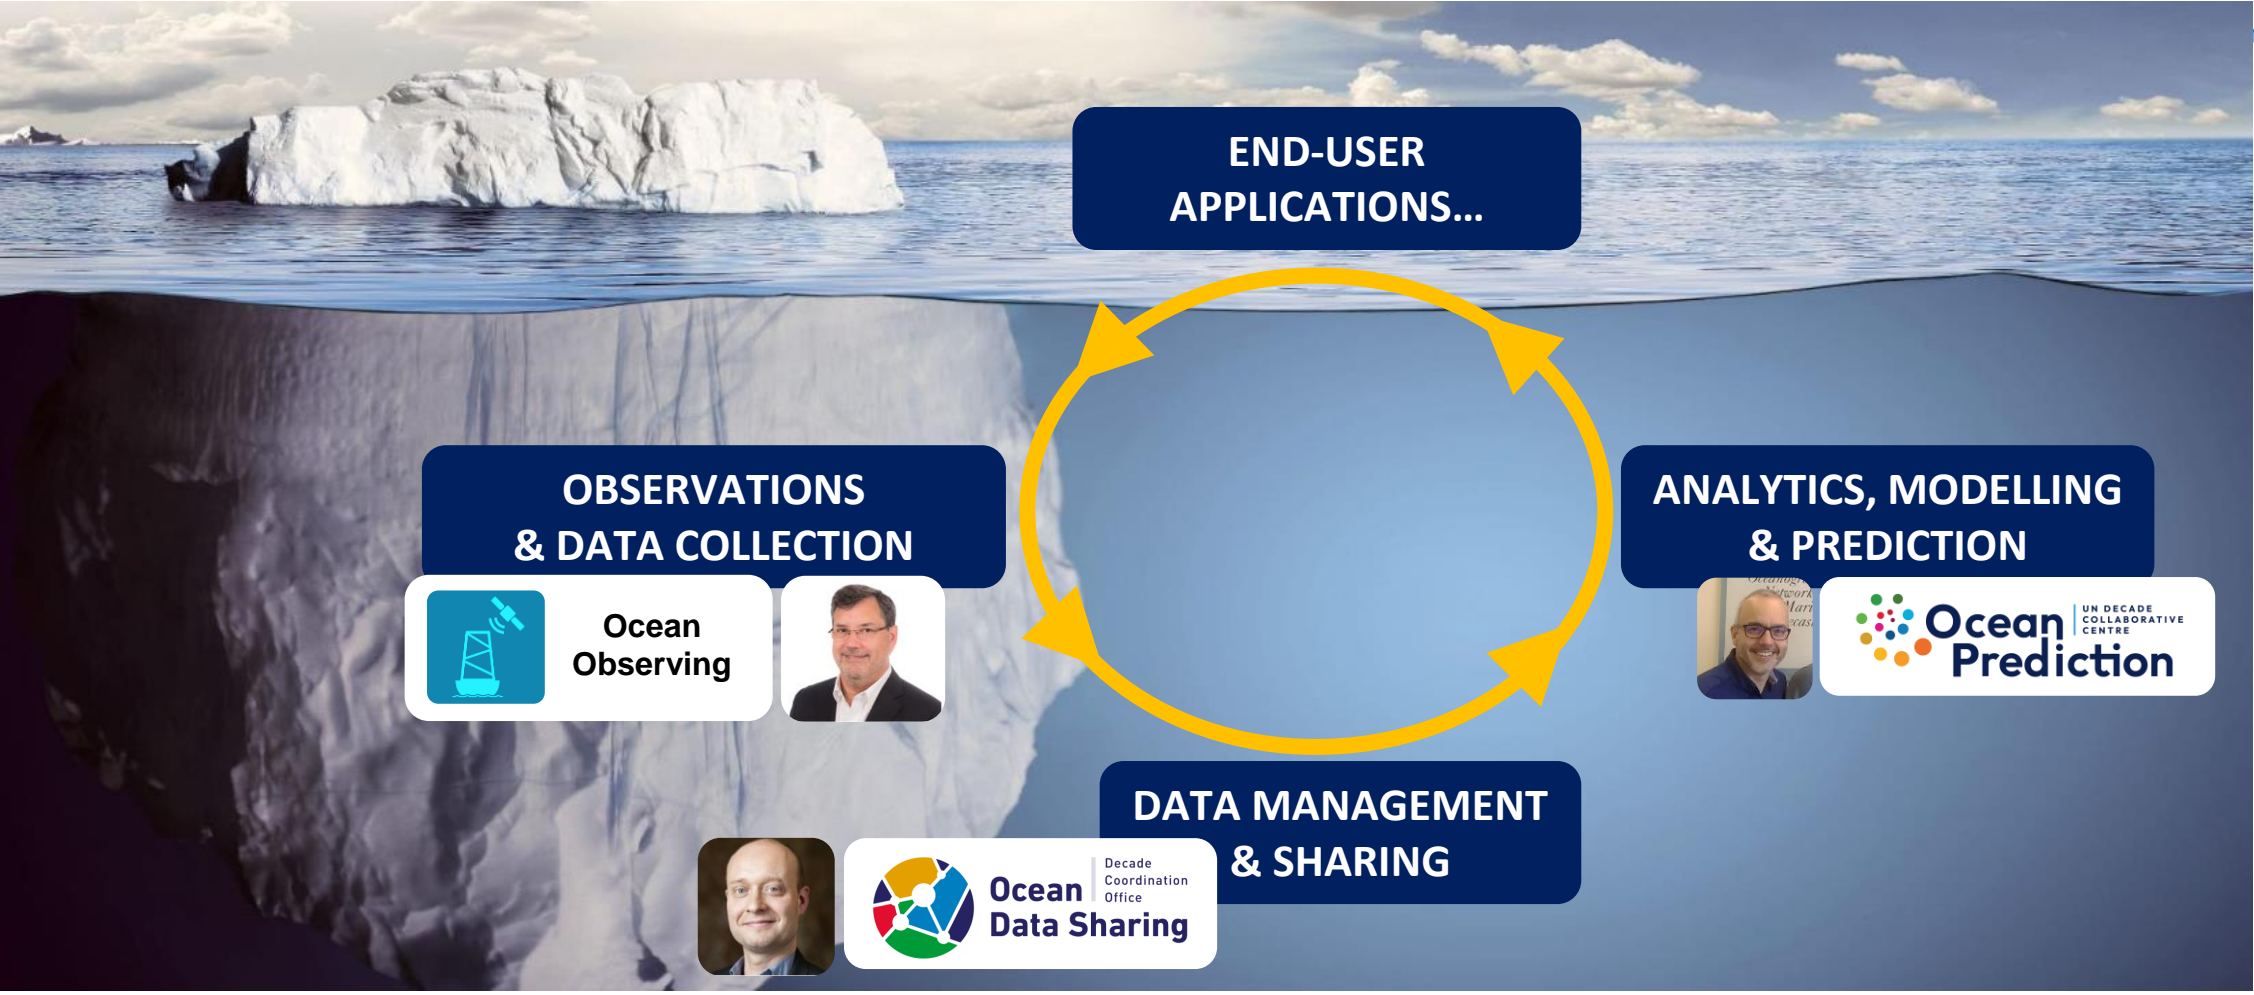 END-USER
APPLICATIONS...
OBSERVATIONS
& DATA COLLECTION
Ocean
Observing
ANALYTICS, MODELLING
& PREDICTION
Network
Ocean
Prediction
UN DECADE
COLLABORATIVE
CENTRE
DATA MANAGEMENT
& SHARING
Ocean
Data Sharing
Decade
Coordination
Office